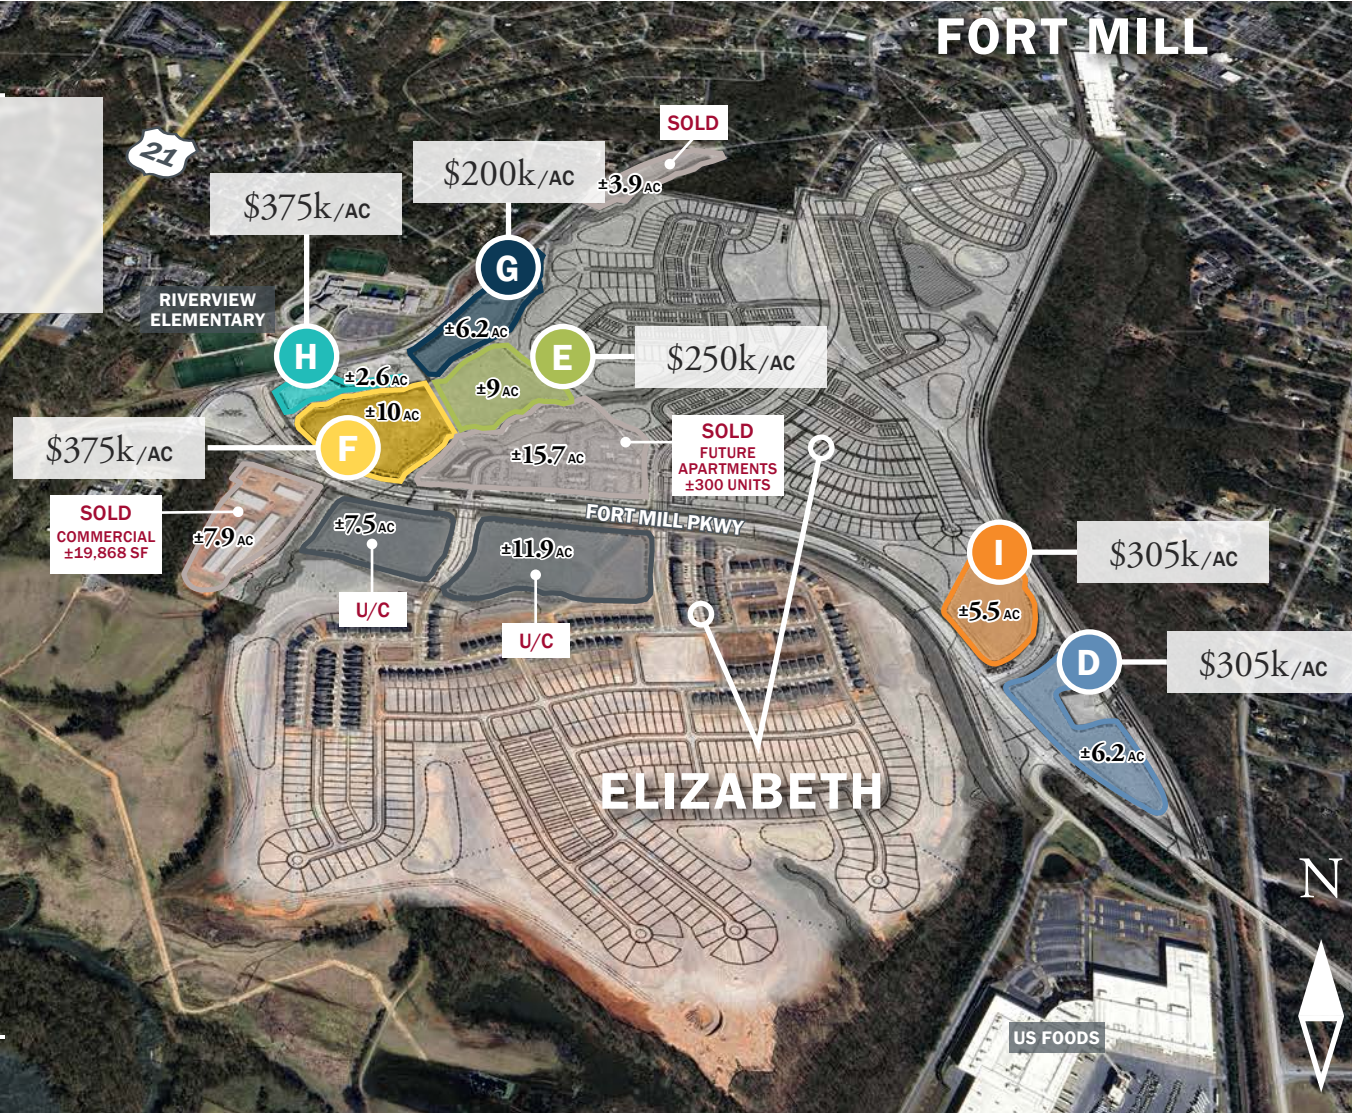 FORT MILL
21
SOLD
±3.9 AC
$200k/AC
$375k/AC
G
RIVERVIEW
ELEMENTARY
±6.2 AC
H
E
$250k/AC
±2.6 AC
±9 AC
±10 AC
F
$375k/AC
±15.7 AC
SOLD
FUTURE
APARTMENTS
±300 UNITS
SOLD
COMMERCIAL
±19,868 SF
±7.9 AC
±7.5 AC
FORT MILL PKWY
±11.9 AC
U/C
U/C
I
$305k/AC
±5.5 AC
D
$305k/AC
±6.2 AC
ELIZABETH
N
US FOODS